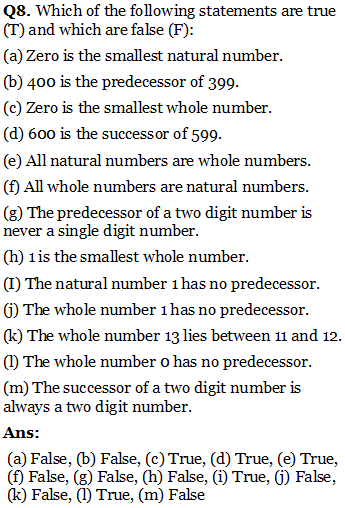 Q8. Which of the following statements are true
(T) and which are false (F):
(a) Zero is the smallest natural number.
(b) 400 is the predecessor of 399.
(c) Zero is the smallest whole number.
(d) 600 is the successor of 599.
(e) All natural numbers are whole numbers.
(f) All whole numbers are natural numbers.
(g) The predecessor of a two digit number is
never a single digit number.
(h) 1 is the smallest whole number.
(I) The natural number 1 has no predecessor.
(j) The whole number 1 has no predecessor.
(k) The whole number 13 lies between 11 and 12.
(l) The whole number 0 has no predecessor.
(m) The successor of a two digit number is
always a two digit number.
Ans:
(a) False, (b) False, (c) True, (d) True, (e) True,
(f) False, (g) False, (h) False, (i) True, (j) False,
(k) False, (l) True, (m) False